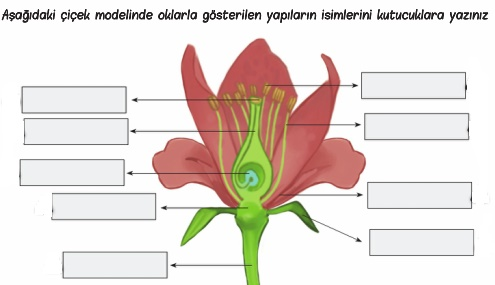 Aşağıdaki çiçek modelinde oklarla gösterilen yapıların isimlerini kutucuklara yazınız